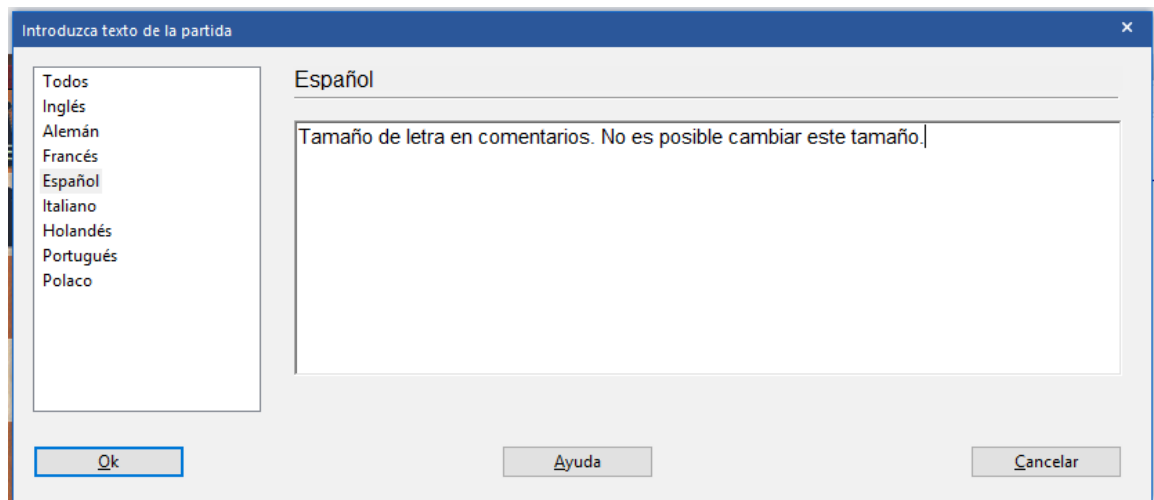 Introduzca texto de la partida
×
Todos
Inglés
Alemán
Francés
Español
Italiano
Holandés
Portugués
Polaco
Español
Tamaño de letra en comentarios. No es posible cambiar este tamaño.
Ok
Ayuda
Cancelar